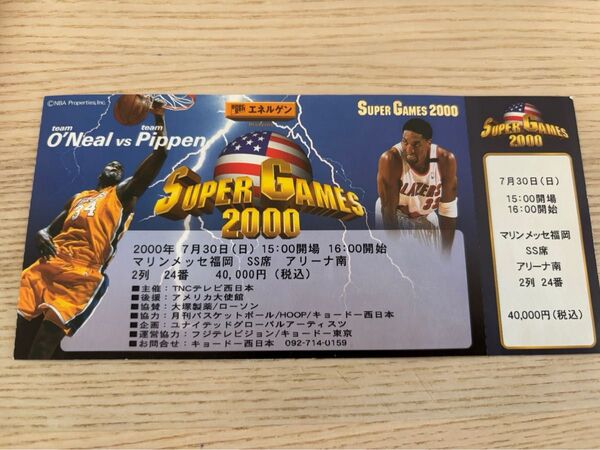 ©NBA Properties,Inc.
team team
O'Neal vs Pippen
エネルゲン
SUPER GAMES 2000
SUPER GAMES
2000
34
BLAZERS
33
2000年 7月30日(日) 15:00開場 16:00開始
マリンメッセ福岡 SS席 アリーナ南
2列 24番 40,000円(税込)
■主催：TNCテレビ西日本
■後援：アメリカ大使館
■協賛：大塚製薬/ローソン
■協力：月刊バスケットボール/HOOP/キョードー西日本
■企画：ユナイテッドグローバルアーティスツ
■運営協力：フジテレビジョン/キョードー東京
■お問合せ：キョードー西日本 092-714-0159
SUPER GAMES
2000
7月30日(日)
15:00開場
16:00開始
マリンメッセ福岡
SS席
アリーナ南
2列 24番
40,000円(税込)